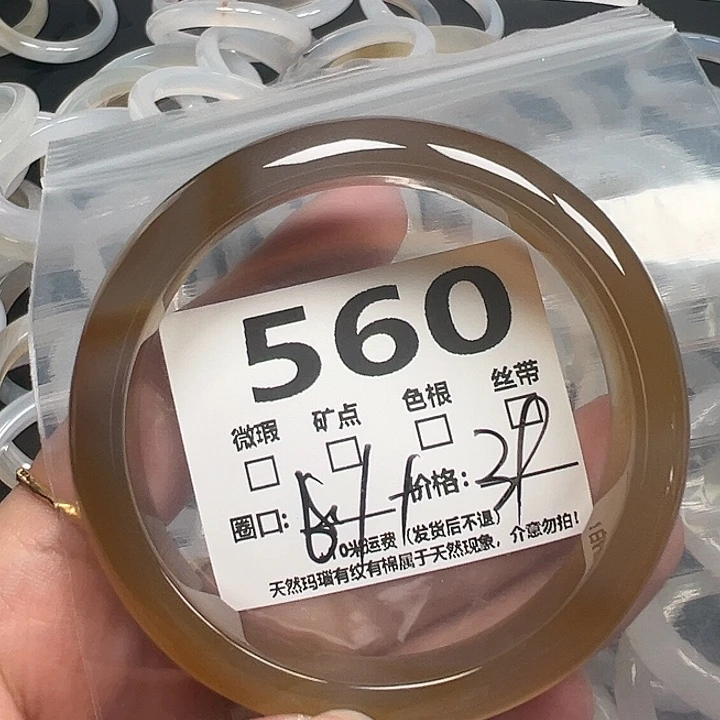 560
微瑕 矿点 色根 丝带
圈口: 价格:
0米运费 (发货后不退)
天然玛瑙有纹有棉属于天然现象，介意勿拍!